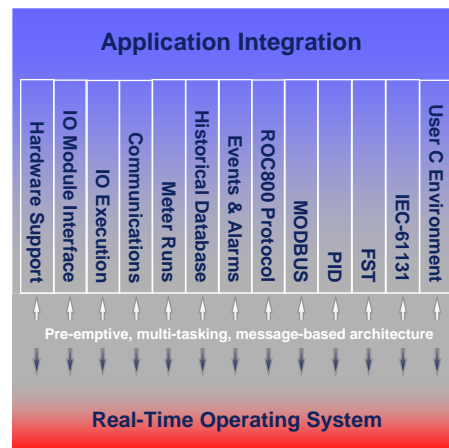 Application Integration
Hardware Support
IO Module Interface
IO Execution
Communications
Meter Runs
Historical Database
Events & Alarms
ROC800 Protocol
MODBUS
PID
FST
IEC-61131
User C Environment
Pre-emptive, multi-tasking, message-based architecture
Real-Time Operating System